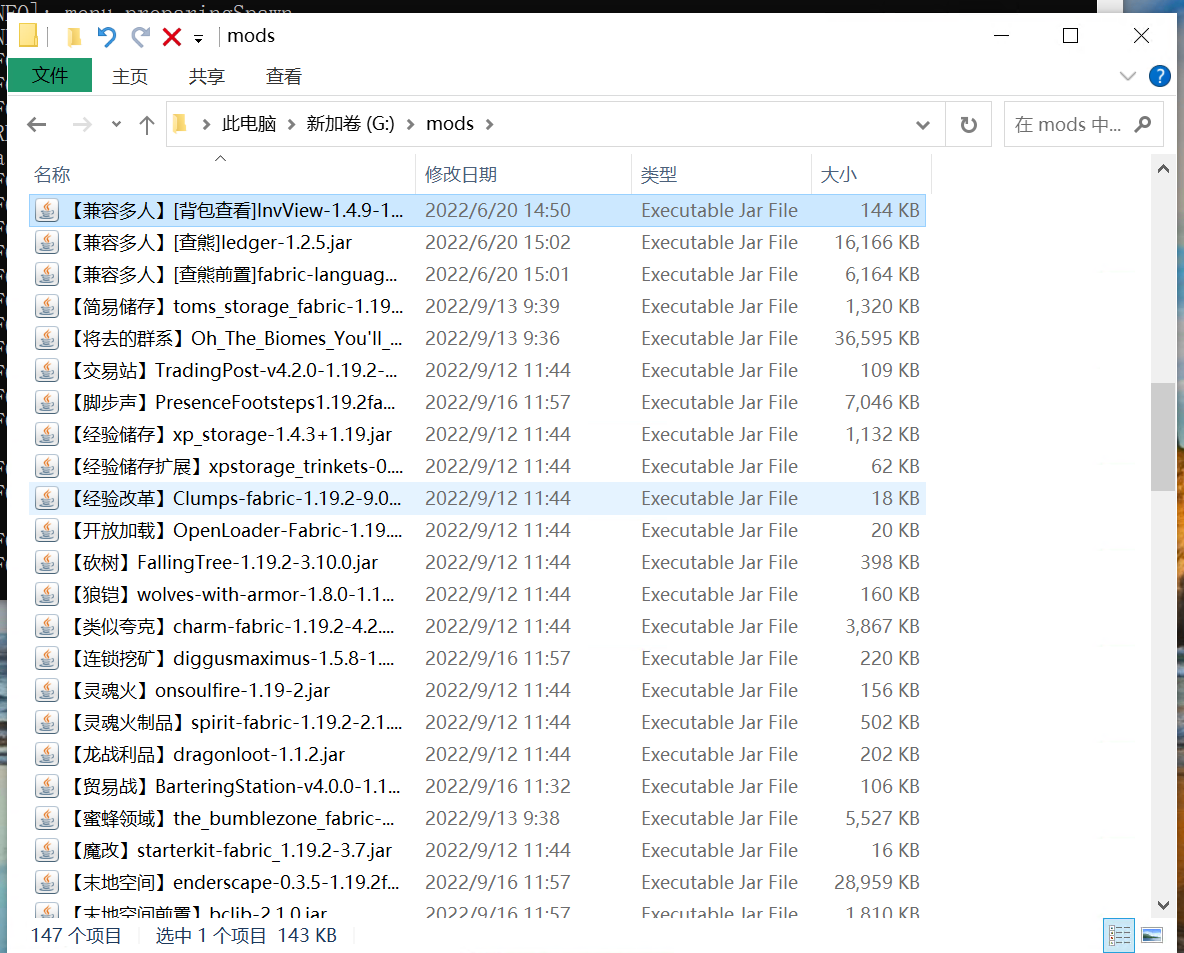 menu.preparingSpawn
mods
文件 主页 共享 查看
此电脑 新加卷 (G:) mods 在 mods 中...
名称 修改日期 类型 大小
【兼容多人】[背包查看]InvView-1.4.9-1... 2022/6/20 14:50 Executable Jar File 144 KB
【兼容多人】[查熊]ledger-1.2.5.jar 2022/6/20 15:02 Executable Jar File 16,166 KB
【兼容多人】[查熊前置]fabric-languag... 2022/6/20 15:01 Executable Jar File 6,164 KB
【简易储存】toms_storage_fabric-1.19... 2022/9/13 9:39 Executable Jar File 1,320 KB
【将去的群系】Oh_The_Biomes_You'll_... 2022/9/13 9:36 Executable Jar File 36,595 KB
【交易站】TradingPost-v4.2.0-1.19.2-... 2022/9/12 11:44 Executable Jar File 109 KB
【脚步声】PresenceFootsteps1.19.2fa... 2022/9/16 11:57 Executable Jar File 7,046 KB
【经验储存】xp_storage-1.4.3+1.19.jar 2022/9/12 11:44 Executable Jar File 1,132 KB
【经验储存扩展】xpstorage_trinkets-0.... 2022/9/12 11:44 Executable Jar File 62 KB
【经验改革】Clumps-fabric-1.19.2-9.0... 2022/9/12 11:44 Executable Jar File 18 KB
【开放加载】OpenLoader-Fabric-1.19.... 2022/9/12 11:44 Executable Jar File 20 KB
【砍树】FallingTree-1.19.2-3.10.0.jar 2022/9/12 11:44 Executable Jar File 398 KB
【狼铠】wolves-with-armor-1.8.0-1.1... 2022/9/12 11:44 Executable Jar File 160 KB
【类似夸克】charm-fabric-1.19.2-4.2.... 2022/9/12 11:44 Executable Jar File 3,867 KB
【连锁挖矿】diggusmaximus-1.5.8-1.... 2022/9/16 11:57 Executable Jar File 220 KB
【灵魂火】onsoulfire-1.19-2.jar 2022/9/12 11:44 Executable Jar File 156 KB
【灵魂火制品】spirit-fabric-1.19.2-2.1.... 2022/9/12 11:44 Executable Jar File 502 KB
【龙战利品】dragonloot-1.1.2.jar 2022/9/12 11:44 Executable Jar File 202 KB
【贸易战】BarteringStation-v4.0.0-1.1... 2022/9/16 11:32 Executable Jar File 106 KB
【蜜蜂领域】the_bumblezone_fabric-... 2022/9/13 9:38 Executable Jar File 5,527 KB
【魔改】starterkit-fabric_1.19.2-3.7.jar 2022/9/12 11:44 Executable Jar File 16 KB
【末地空间】enderscape-0.3.5-1.19.2f... 2022/9/16 11:57 Executable Jar File 28,959 KB
【末地空间前置】bclib-2.1.0.jar 2022/9/16 11:57 Executable Jar File 1,810 KB
147 个项目 选中 1 个项目 143 KB